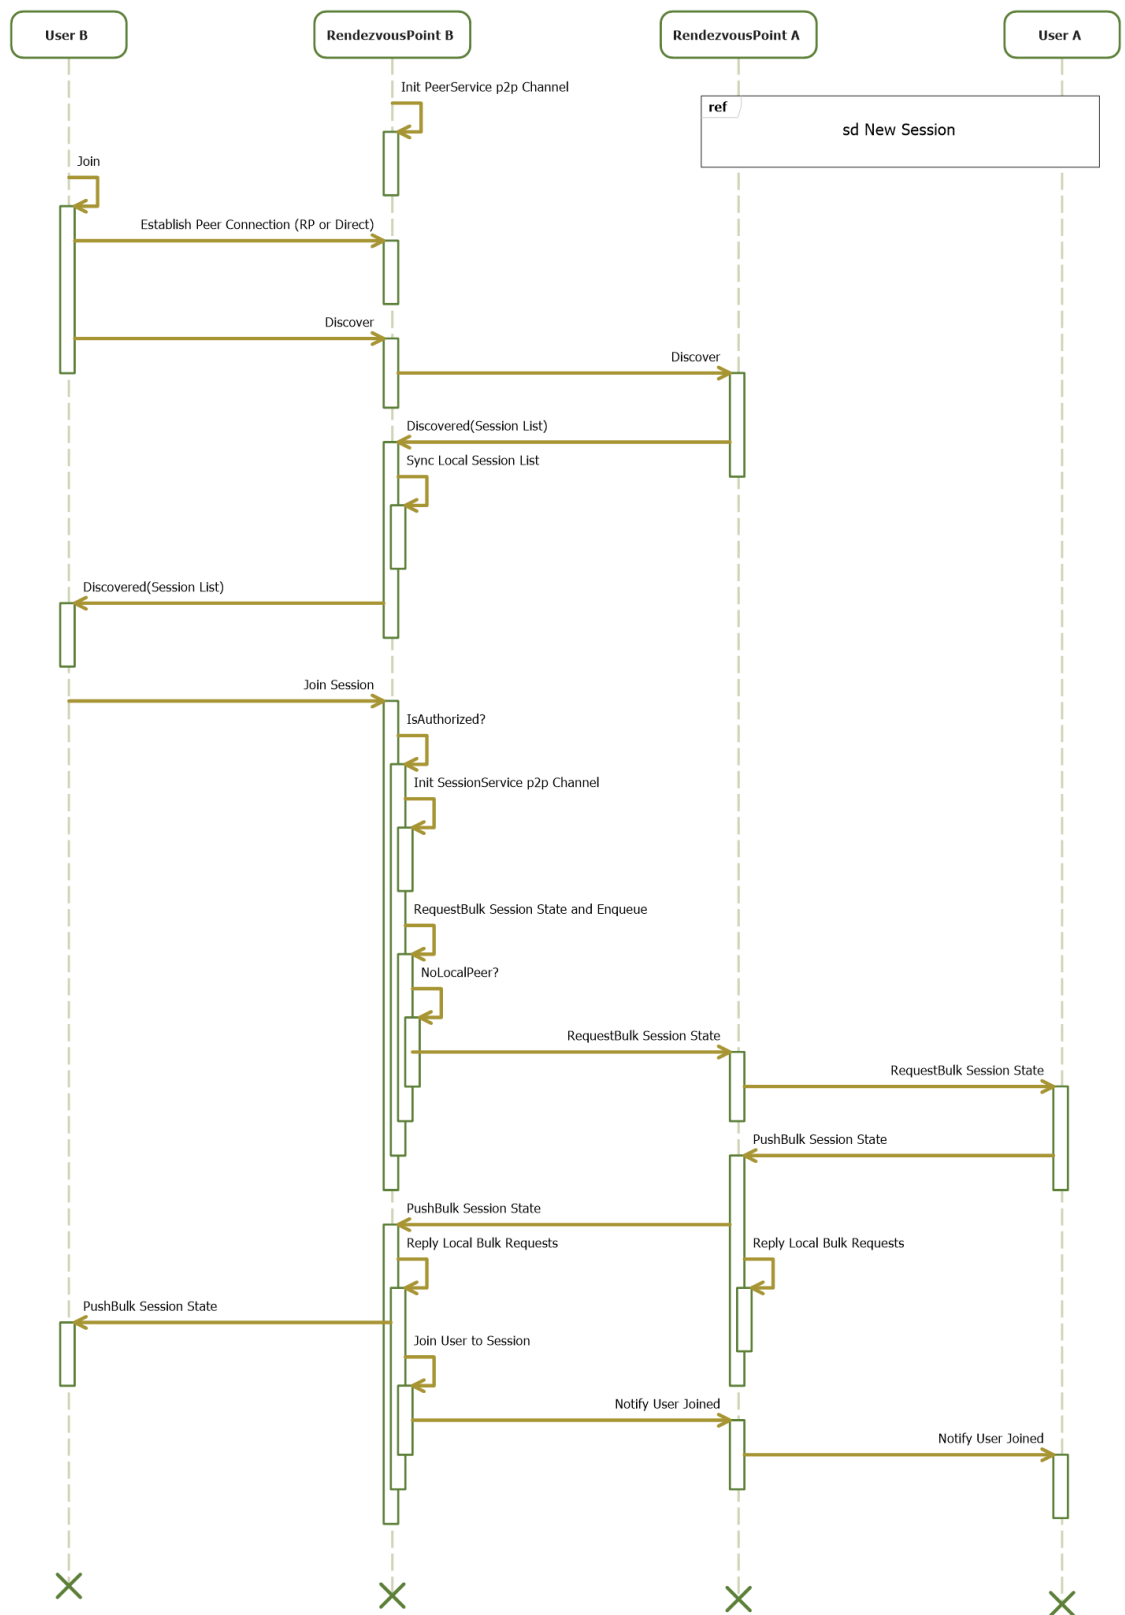 User B
RendezvousPoint B
RendezvousPoint A
User A
Init PeerService p2p Channel
ref
sd New Session
Join
Establish Peer Connection (RP or Direct)
Discover
Discover
Discovered(Session List)
Sync Local Session List
Discovered(Session List)
Join Session
IsAuthorized?
Init SessionService p2p Channel
RequestBulk Session State and Enqueue
NoLocalPeer?
RequestBulk Session State
RequestBulk Session State
PushBulk Session State
PushBulk Session State
Reply Local Bulk Requests
Reply Local Bulk Requests
PushBulk Session State
Join User to Session
Notify User Joined
Notify User Joined